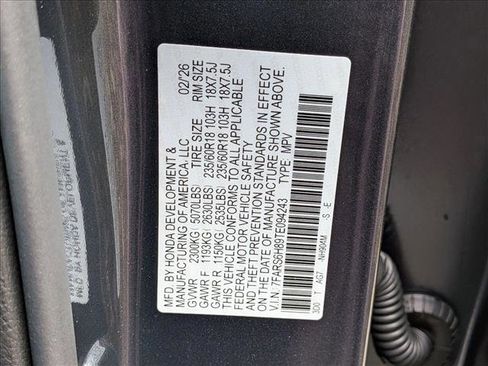 MFD. BY HONDA DEVELOPMENT &
MANUFACTURING OF AMERICA, LLC 02/26
GVWR 2300KG 5070LBS TIRE SIZE RIM SIZE
GAWR F 1193KG 2630LBS 235/60R18 103H 18X7.5J
GAWR R 1150KG 2535LBS 235/60R18 103H 18X7.5J
THIS VEHICLE CONFORMS TO ALL APPLICABLE
FEDERAL MOTOR VEHICLE SAFETY
AND THEFT PREVENTION STANDARDS IN EFFECT
ON THE DATE OF MANUFACTURE SHOWN ABOVE.
V.I.N: 7FARS6H89TE094243 TYPE: MPV
300 T AG7 NH904M S E